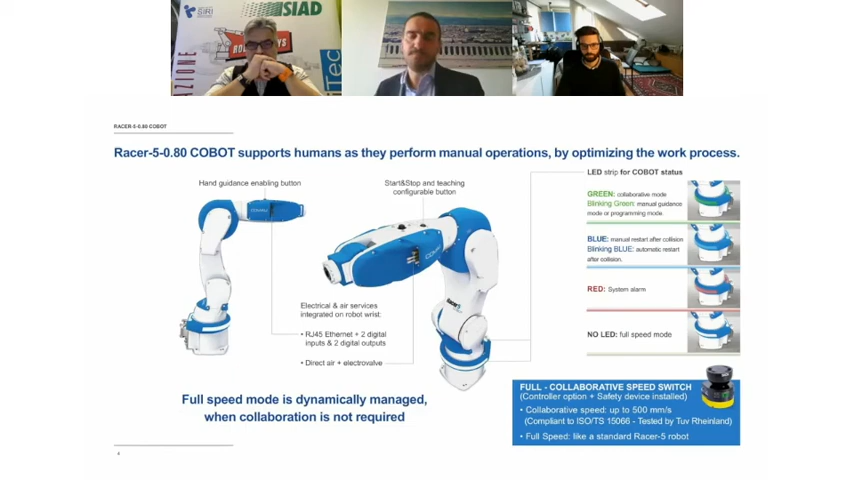 SIRI
SIAD
RACER-5-0.80 COBOT
Racer-5-0.80 COBOT supports humans as they perform manual operations, by optimizing the work process.
Hand guidance enabling button
Start&Stop and teaching
configurable button
LED strip for COBOT status
GREEN: collaborative mode
Blinking Green: manual guidance
mode or programming mode
BLUE: manual restart after collision
Blinking BLUE: automatic restart
after collision.
RED: System alarm
NO LED: full speed mode
Electrical & air services
integrated on robot wrist:
• RJ45 Ethernet + 2 digital
inputs & 2 digital outputs
• Direct air + electrovalve
Full speed mode is dynamically managed,
when collaboration is not required
FULL - COLLABORATIVE SPEED SWITCH
(Controller option + Safety device installed)
• Collaborative speed: up to 500 mm/s
(Compliant to ISO/TS 15066 - Tested by Tuv Rheinland)
• Full Speed: like a standard Racer-5 robot
4